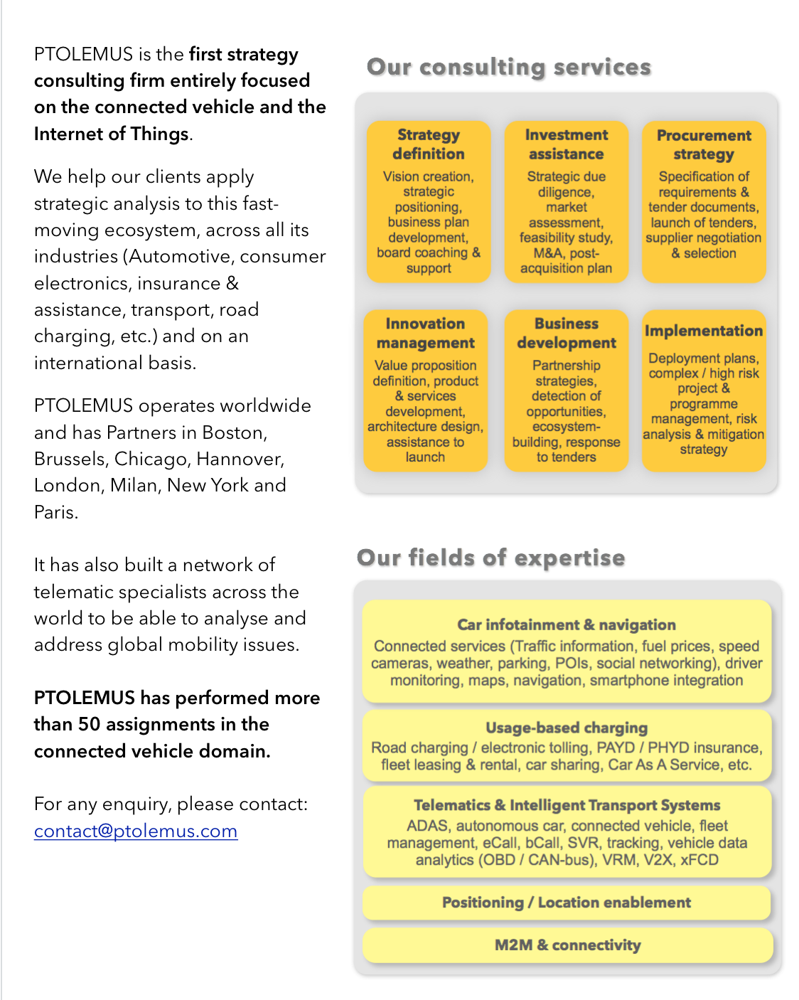 PTOLEMUS is the first strategy
consulting firm entirely focused
on the connected vehicle and the
Internet of Things.
We help our clients apply
strategic analysis to this fast-
moving ecosystem, across all its
industries (Automotive, consumer
electronics, insurance &
assistance, transport, road
charging, etc.) and on an
international basis.
PTOLEMUS operates worldwide
and has Partners in Boston,
Brussels, Chicago, Hannover,
London, Milan, New York and
Paris.
It has also built a network of
telematic specialists across the
world to be able to analyse and
address global mobility issues.
PTOLEMUS has performed more
than 50 assignments in the
connected vehicle domain.
For any enquiry, please contact:
contact@ptolemus.com
Our consulting services
Strategy
definition
Vision creation,
strategic
positioning,
business plan
development,
board coaching &
support
Investment
assistance
Strategic due
diligence,
market
assessment,
feasibility study,
M&A, post-
acquisition plan
Procurement
strategy
Specification of
requirements &
tender documents,
launch of tenders,
supplier negotiation
& selection
Innovation
management
Value proposition
definition, product
& services
development,
architecture design,
assistance to
launch
Business
development
Partnership
strategies,
detection of
opportunities,
ecosystem-
building, response
to tenders
Implementation
Deployment plans,
complex / high risk
project &
programme
management, risk
analysis & mitigation
strategy
Our fields of expertise
Car infotainment & navigation
Connected services (Traffic information, fuel prices, speed
cameras, weather, parking, POIs, social networking), driver
monitoring, maps, navigation, smartphone integration
Usage-based charging
Road charging / electronic tolling, PAYD / PHYD insurance,
fleet leasing & rental, car sharing, Car As A Service, etc.
Telematics & Intelligent Transport Systems
ADAS, autonomous car, connected vehicle, fleet
management, eCall, bCall, SVR, tracking, vehicle data
analytics (OBD / CAN-bus), VRM, V2X, xFCD
Positioning / Location enablement
M2M & connectivity